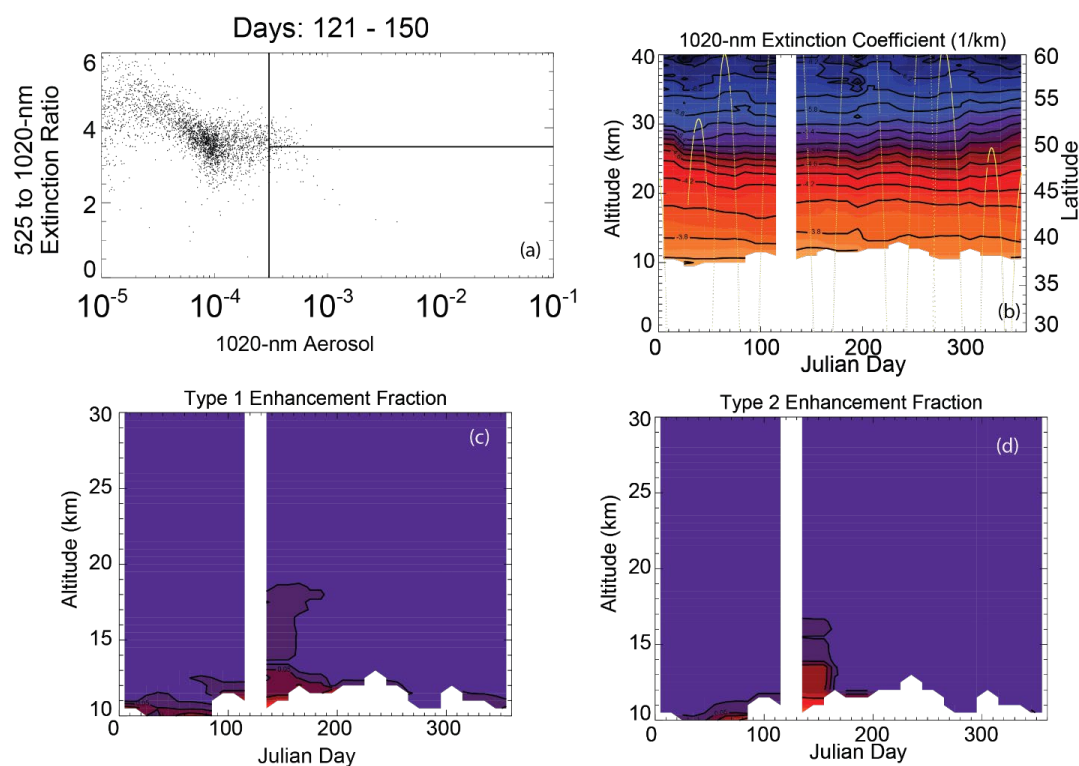 Days: 121 - 150
525 to 1020-nm
Extinction Ratio
6
4
2
0
(a)
10-5
10-4
10-3
10-2
10-1
1020-nm Aerosol
1020-nm Extinction Coefficient (1/km)
Altitude (km)
40
30
20
10
0
-3.8
-3.8
60
55
50
45
40
35
30
Latitude
(b)
0
100
200
300
Julian Day
Type 1 Enhancement Fraction
Altitude (km)
30
25
20
15
10
(c)
0
100
200
300
Julian Day
Type 2 Enhancement Fraction
Altitude (km)
30
25
20
15
10
(d)
0
100
200
300
Julian Day